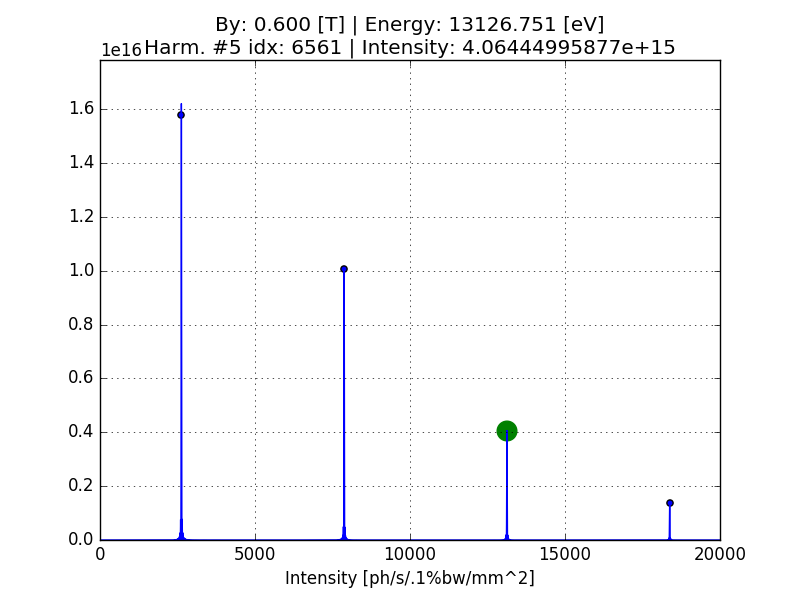 By: 0.600 [T] | Energy: 13126.751 [eV]
1e16 Harm. #5 idx: 6561 | Intensity: 4.06444995877e+15
1.6
1.4
1.2
1.0
0.8
0.6
0.4
0.2
0.0
0 5000 10000 15000 20000
Intensity [ph/s/.1%bw/mm^2]